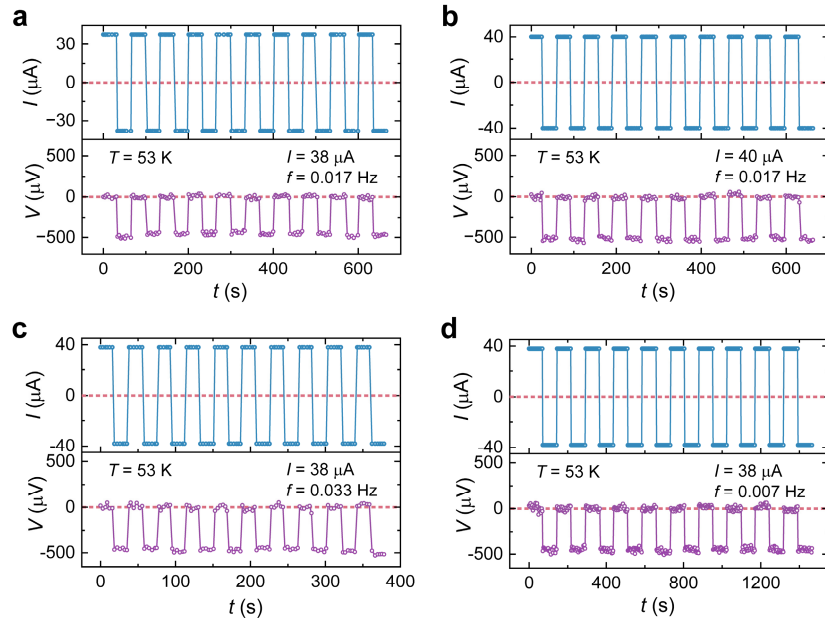 a
I (µA)
30
0
−30
T = 53 K
I = 38 µA
f = 0.017 Hz
V (µV)
500
0
−500
0 200 400 600
t (s)
b
I (µA)
40
0
-40
T = 53 K
I = 40 µA
f = 0.017 Hz
V (µV)
500
0
-500
0 200 400 600
t (s)
c
I (µA)
40
0
-40
T = 53 K
I = 38 µA
f = 0.033 Hz
V (µV)
500
0
-500
0 100 200 300 400
t (s)
d
I (µA)
40
0
-40
T = 53 K
I = 38 µA
f = 0.007 Hz
V (µV)
500
0
-500
0 400 800 1200
t (s)